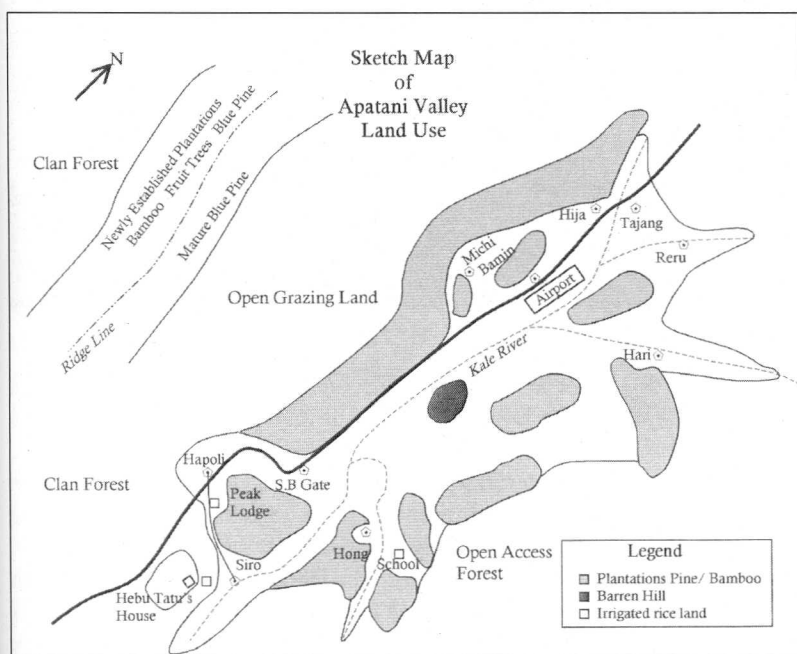 N
Sketch Map
of
Apatani Valley
Land Use
Clan Forest
Newly Established Plantations
Bamboo Fruit Trees Blue Pine
Mature Blue Pine
Ridge Line
Open Grazing Land
Hija
Tajang
Reru
Michi
Bamin
Airport
Kale River
Hari
Clan Forest
Hapoli
S.B Gate
Peak
Lodge
Siro
Hebu Tatu's
House
Hong
School
Open Access
Forest
Legend
Plantations Pine/ Bamboo
Barren Hill
Irrigated rice land